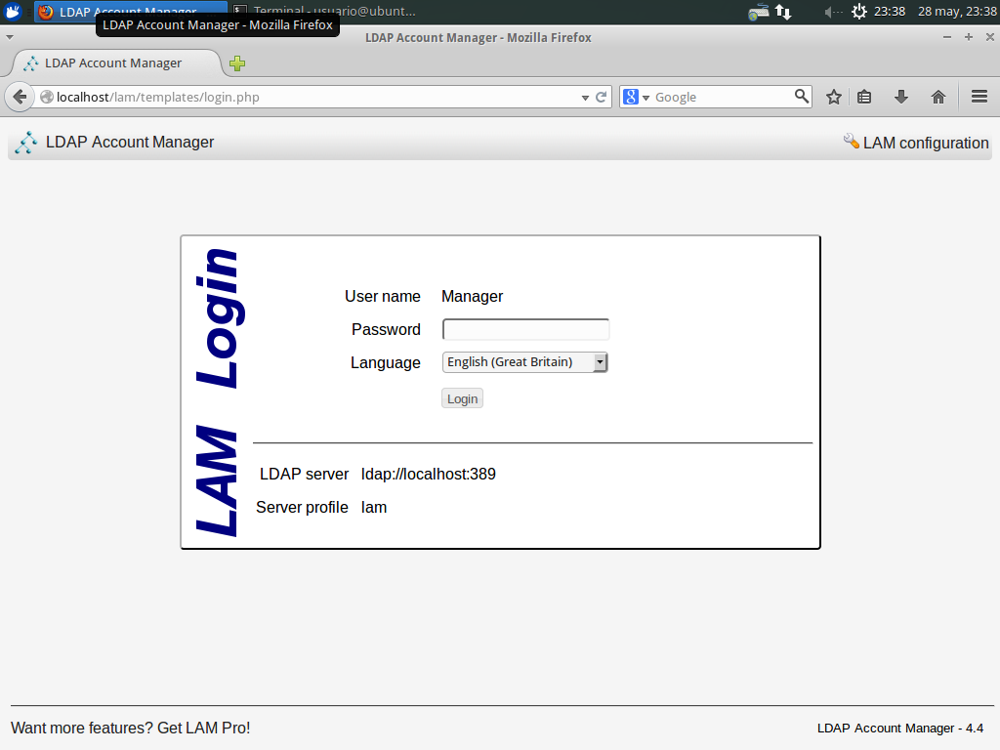 LDAP Account Manager
Terminal - usuario@ubunt...
23:38
28 may, 23:38
LDAP Account Manager - Mozilla Firefox
LDAP Account Manager - Mozilla Firefox
LDAP Account Manager
localhost/lam/templates/login.php
Google
LDAP Account Manager
LAM configuration
LAM Login
User name Manager
Password
Language English (Great Britain)
Login
LDAP server ldap://localhost:389
Server profile lam
Want more features? Get LAM Pro!
LDAP Account Manager - 4.4